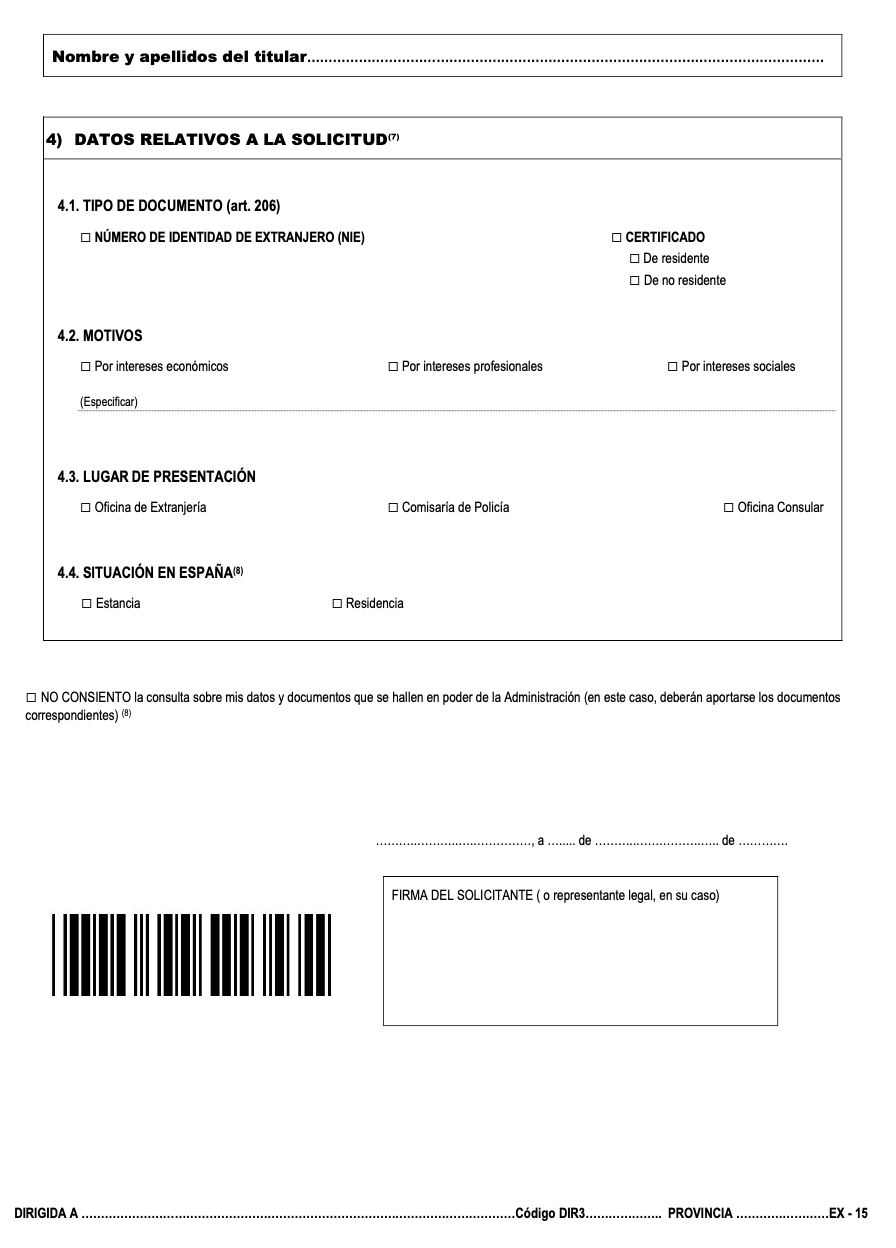 Nombre y apellidos del titular........................................................................................................................
4) DATOS RELATIVOS A LA SOLICITUD(7)
4.1. TIPO DE DOCUMENTO (art. 206)
☐ NÚMERO DE IDENTIDAD DE EXTRANJERO (NIE) ☐ CERTIFICADO
☐ De residente
☐ De no residente
4.2. MOTIVOS
☐ Por intereses económicos ☐ Por intereses profesionales ☐ Por intereses sociales
(Especificar)
4.3. LUGAR DE PRESENTACIÓN
☐ Oficina de Extranjería ☐ Comisaría de Policía ☐ Oficina Consular
4.4. SITUACIÓN EN ESPAÑA(8)
☐ Estancia ☐ Residencia
☐ NO CONSIENTO la consulta sobre mis datos y documentos que se hallen en poder de la Administración (en este caso, deberán aportarse los documentos
correspondientes) (8)
........................................, a ........ de ................................ de ............
FIRMA DEL SOLICITANTE ( o representante legal, en su caso)
DIRIGIDA A ........................................................................................................Código DIR3.................... PROVINCIA ........................EX - 15